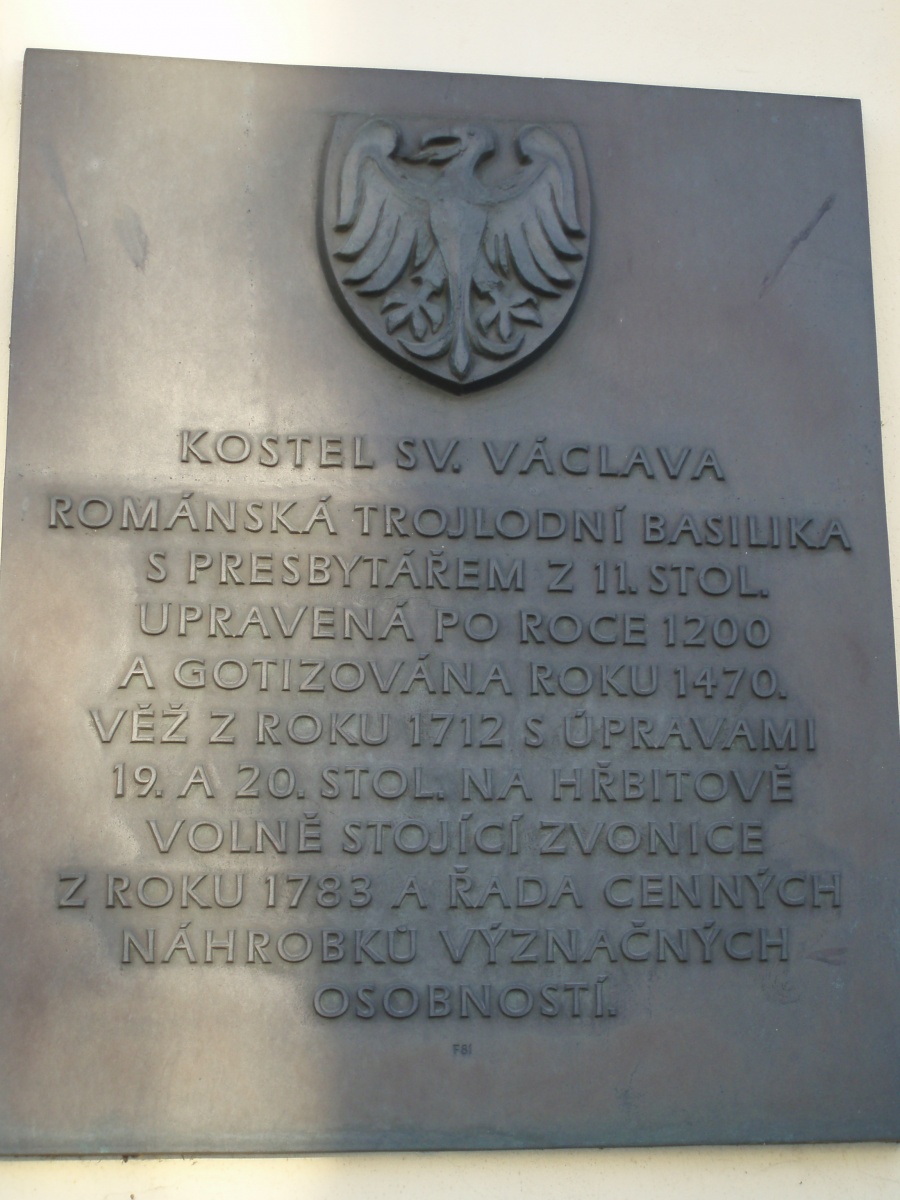 KOSTEL SV. VÁCLAVA
ROMÁNSKÁ TROJLODNÍ BASILIKA
S PRESBYTÁŘEM Z 11. STOL.
UPRAVENÁ PO ROCE 1200
A GOTIZOVÁNA ROKU 1470.
VĚŽ Z ROKU 1712 S ÚPRAVAMI
19. A 20. STOL. NA HŘBITOVĚ
VOLNĚ STOJÍCÍ ZVONICE
Z ROKU 1783 A ŘADA CENNÝCH
NÁHROBKŮ VÝZNAČNÝCH
OSOBNOSTÍ.